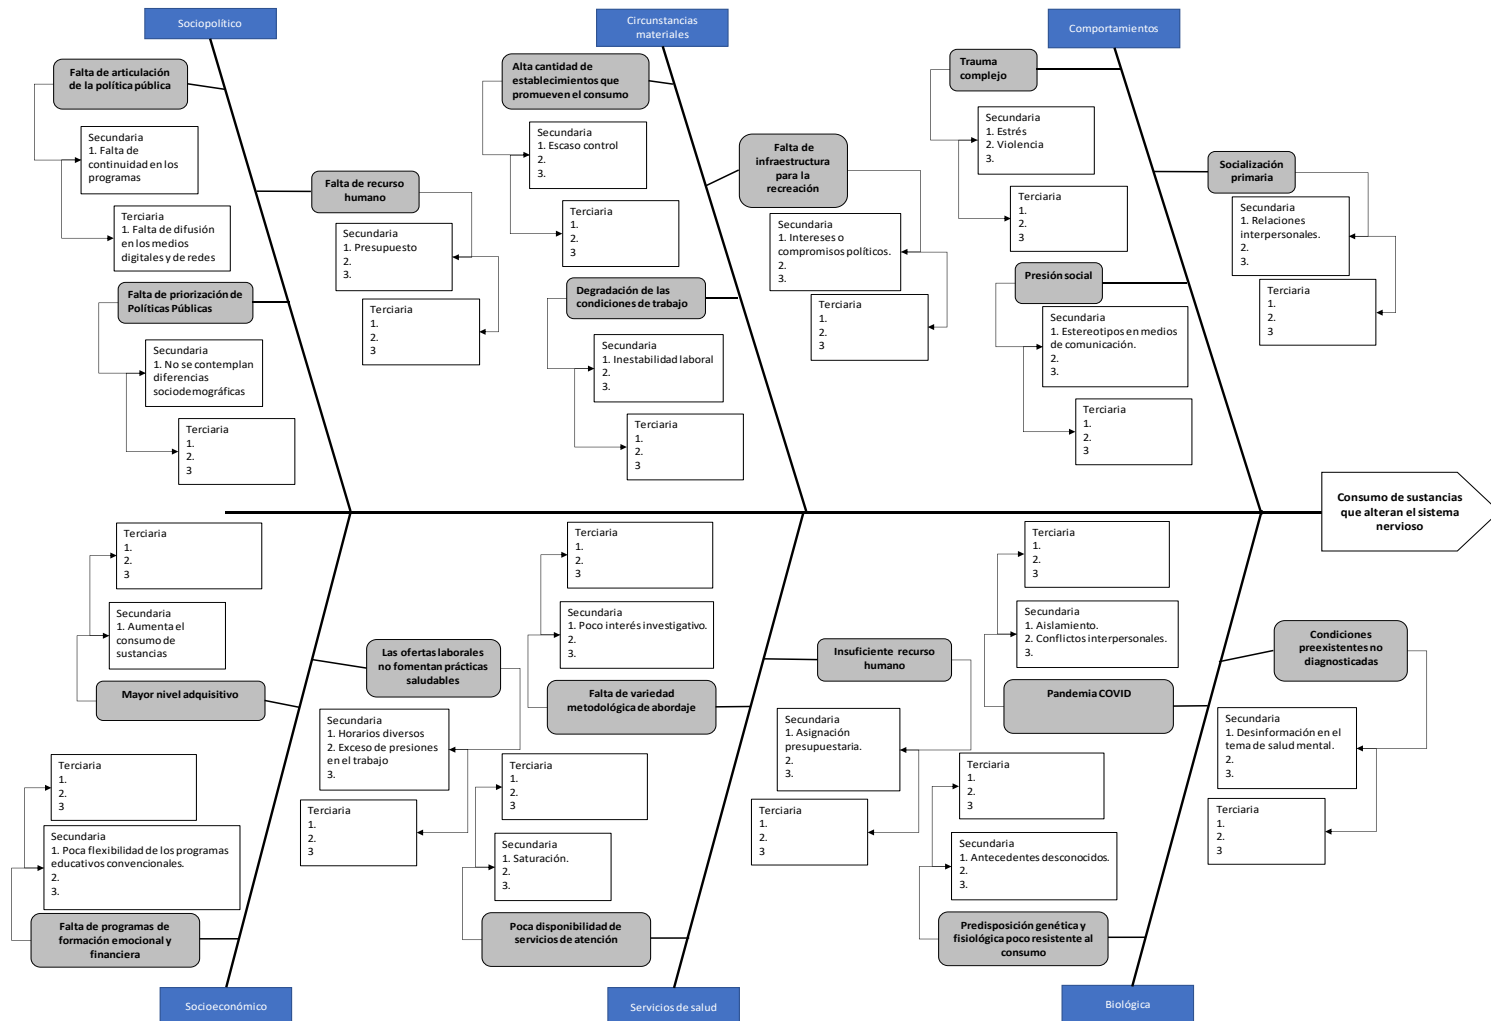 Sociopolítico
Falta de articulación
de la política pública
Secundaria
1. Falta de
continuidad en los
programas
Terciaria
1. Falta de difusión
en los medios
digitales y de redes
Falta de recurso
humano
Secundaria
1. Presupuesto
2.
3.
Terciaria
1.
2.
3
Falta de priorización de
Políticas Públicas
Secundaria
1. No se contemplan
diferencias
sociodemográficas
Terciaria
1.
2.
3
Circunstancias
materiales
Alta cantidad de
establecimientos que
promueven el consumo
Secundaria
1. Escaso control
2.
3.
Terciaria
1.
2.
3
Falta de
infraestructura
para la
recreación
Secundaria
1. Intereses o
compromisos políticos.
2.
3.
Terciaria
1.
2.
3
Degradación de las
condiciones de trabajo
Secundaria
1. Inestabilidad laboral
2.
3.
Terciaria
1.
2.
3
Comportamientos
Trauma
complejo
Secundaria
1. Estrés
2. Violencia
3.
Terciaria
1.
2.
3
Socialización
primaria
Secundaria
1. Relaciones
interpersonales.
2.
3.
Terciaria
1.
2.
3
Presión social
Secundaria
1. Estereotipos en medios
de comunicación.
2.
3.
Terciaria
1.
2.
3
Consumo de sustancias
que alteran el sistema
nervioso
Terciaria
1.
2.
3
Secundaria
1. Aumenta el
consumo de
sustancias
Mayor nivel adquisitivo
Las ofertas laborales
no fomentan prácticas
saludables
Secundaria
1. Horarios diversos
2. Exceso de presiones
en el trabajo
3.
Terciaria
1.
2.
3
Terciaria
1.
2.
3
Secundaria
1. Poca flexibilidad de los programas
educativos convencionales.
2.
3.
Falta de programas de
formación emocional y
financiera
Socioeconómico
Terciaria
1.
2.
3
Secundaria
1. Poco interés investigativo.
2.
3.
Falta de variedad
metodológica de abordaje
Insuficiente recurso
humano
Secundaria
1. Asignación
presupuestaria.
2.
3.
Terciaria
1.
2.
3
Terciaria
1.
2.
3
Secundaria
1. Saturación.
2.
3.
Poca disponibilidad de
servicios de atención
Servicios de salud
Terciaria
1.
2.
3
Secundaria
1. Aislamiento.
2. Conflictos interpersonales.
3.
Pandemia COVID
Condiciones
preexistentes no
diagnosticadas
Secundaria
1. Desinformación en el
tema de salud mental.
2.
3.
Terciaria
1.
2.
3
Terciaria
1.
2.
3
Secundaria
1. Antecedentes desconocidos.
2.
3.
Predisposición genética y
fisiológica poco resistente al
consumo
Biológica